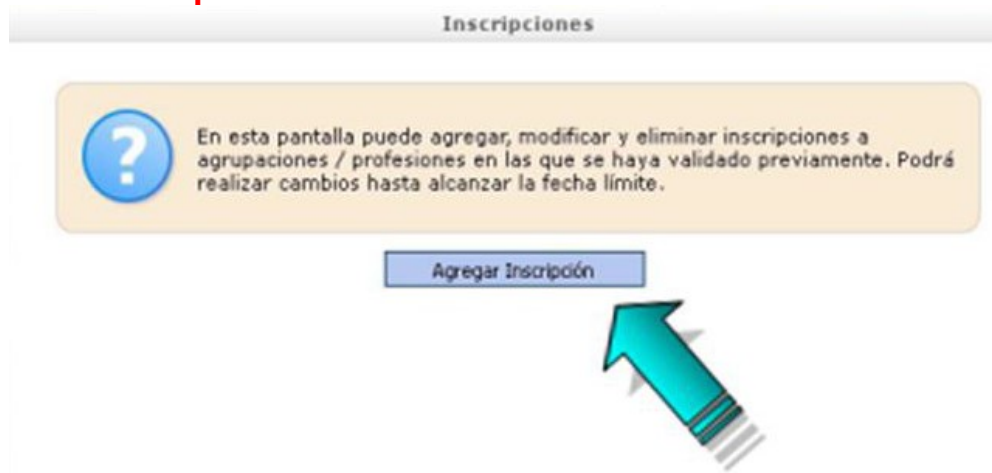 Inscripciones
En esta pantalla puede agregar, modificar y eliminar inscripciones a
agrupaciones / profesiones en las que se haya validado previamente. Podrá
realizar cambios hasta alcanzar la fecha límite.
Agregar Inscripción